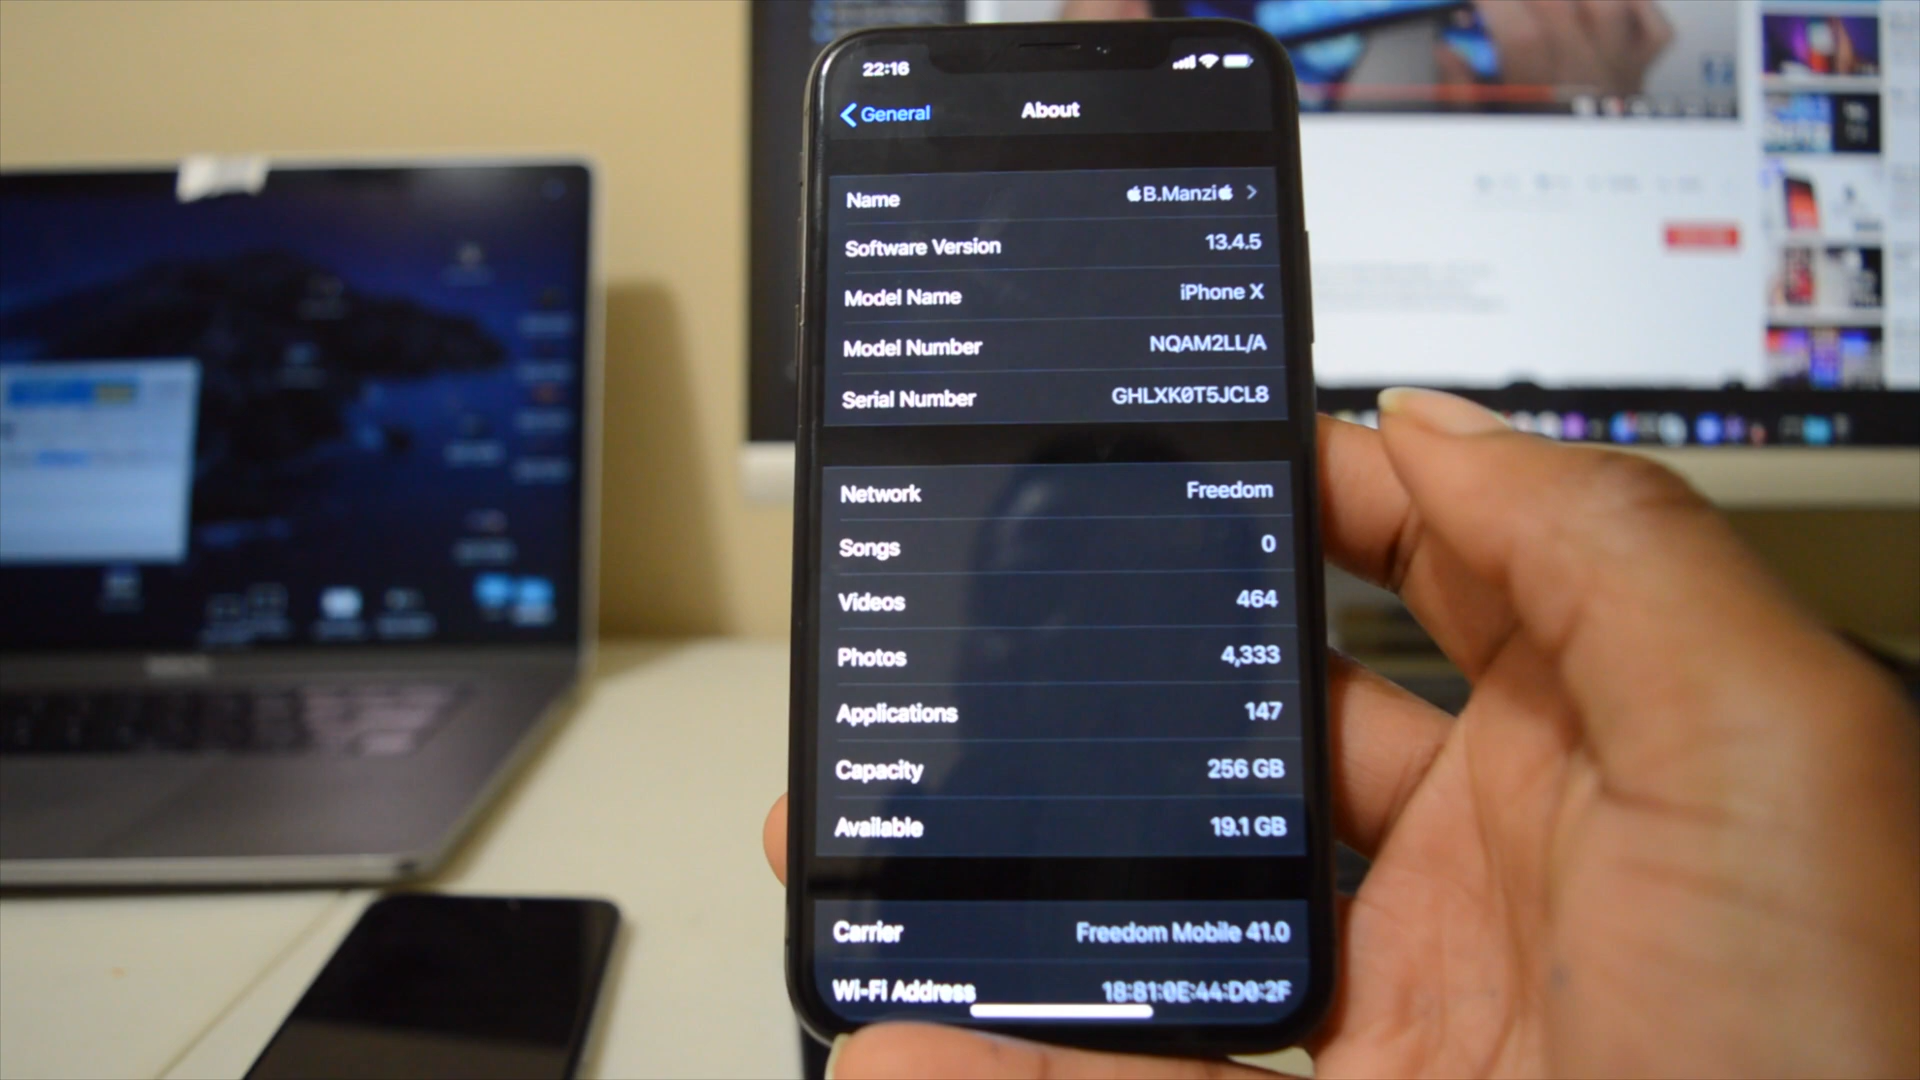 22:16
General About
Name B.Manzi
Software Version 13.4.5
Model Name iPhone X
Model Number NQAM2LL/A
Serial Number GHLXK0T5JCL8
Network Freedom
Songs 0
Videos 464
Photos 4,333
Applications 147
Capacity 256 GB
Available 19.1 GB
Carrier Freedom Mobile 41.0
Wi-Fi Address 18:81:0E:44:D0:2F